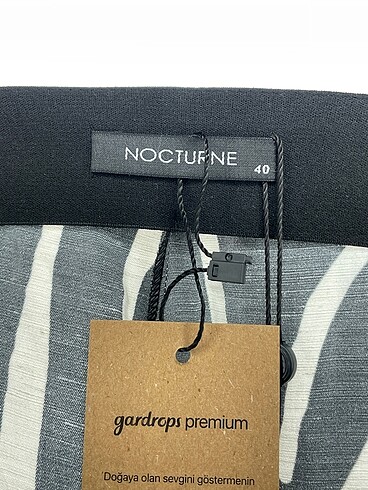 NOCTURNE
40
gardrops premium
Doğaya olan sevgini göstermenin